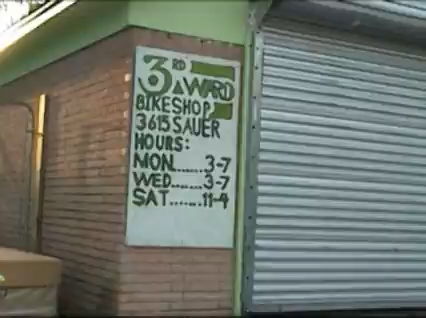 3RD WARD
BIKESHOP
3615 SAUER
HOURS:
MON.......3-7
WED.......3-7
SAT.......11-4